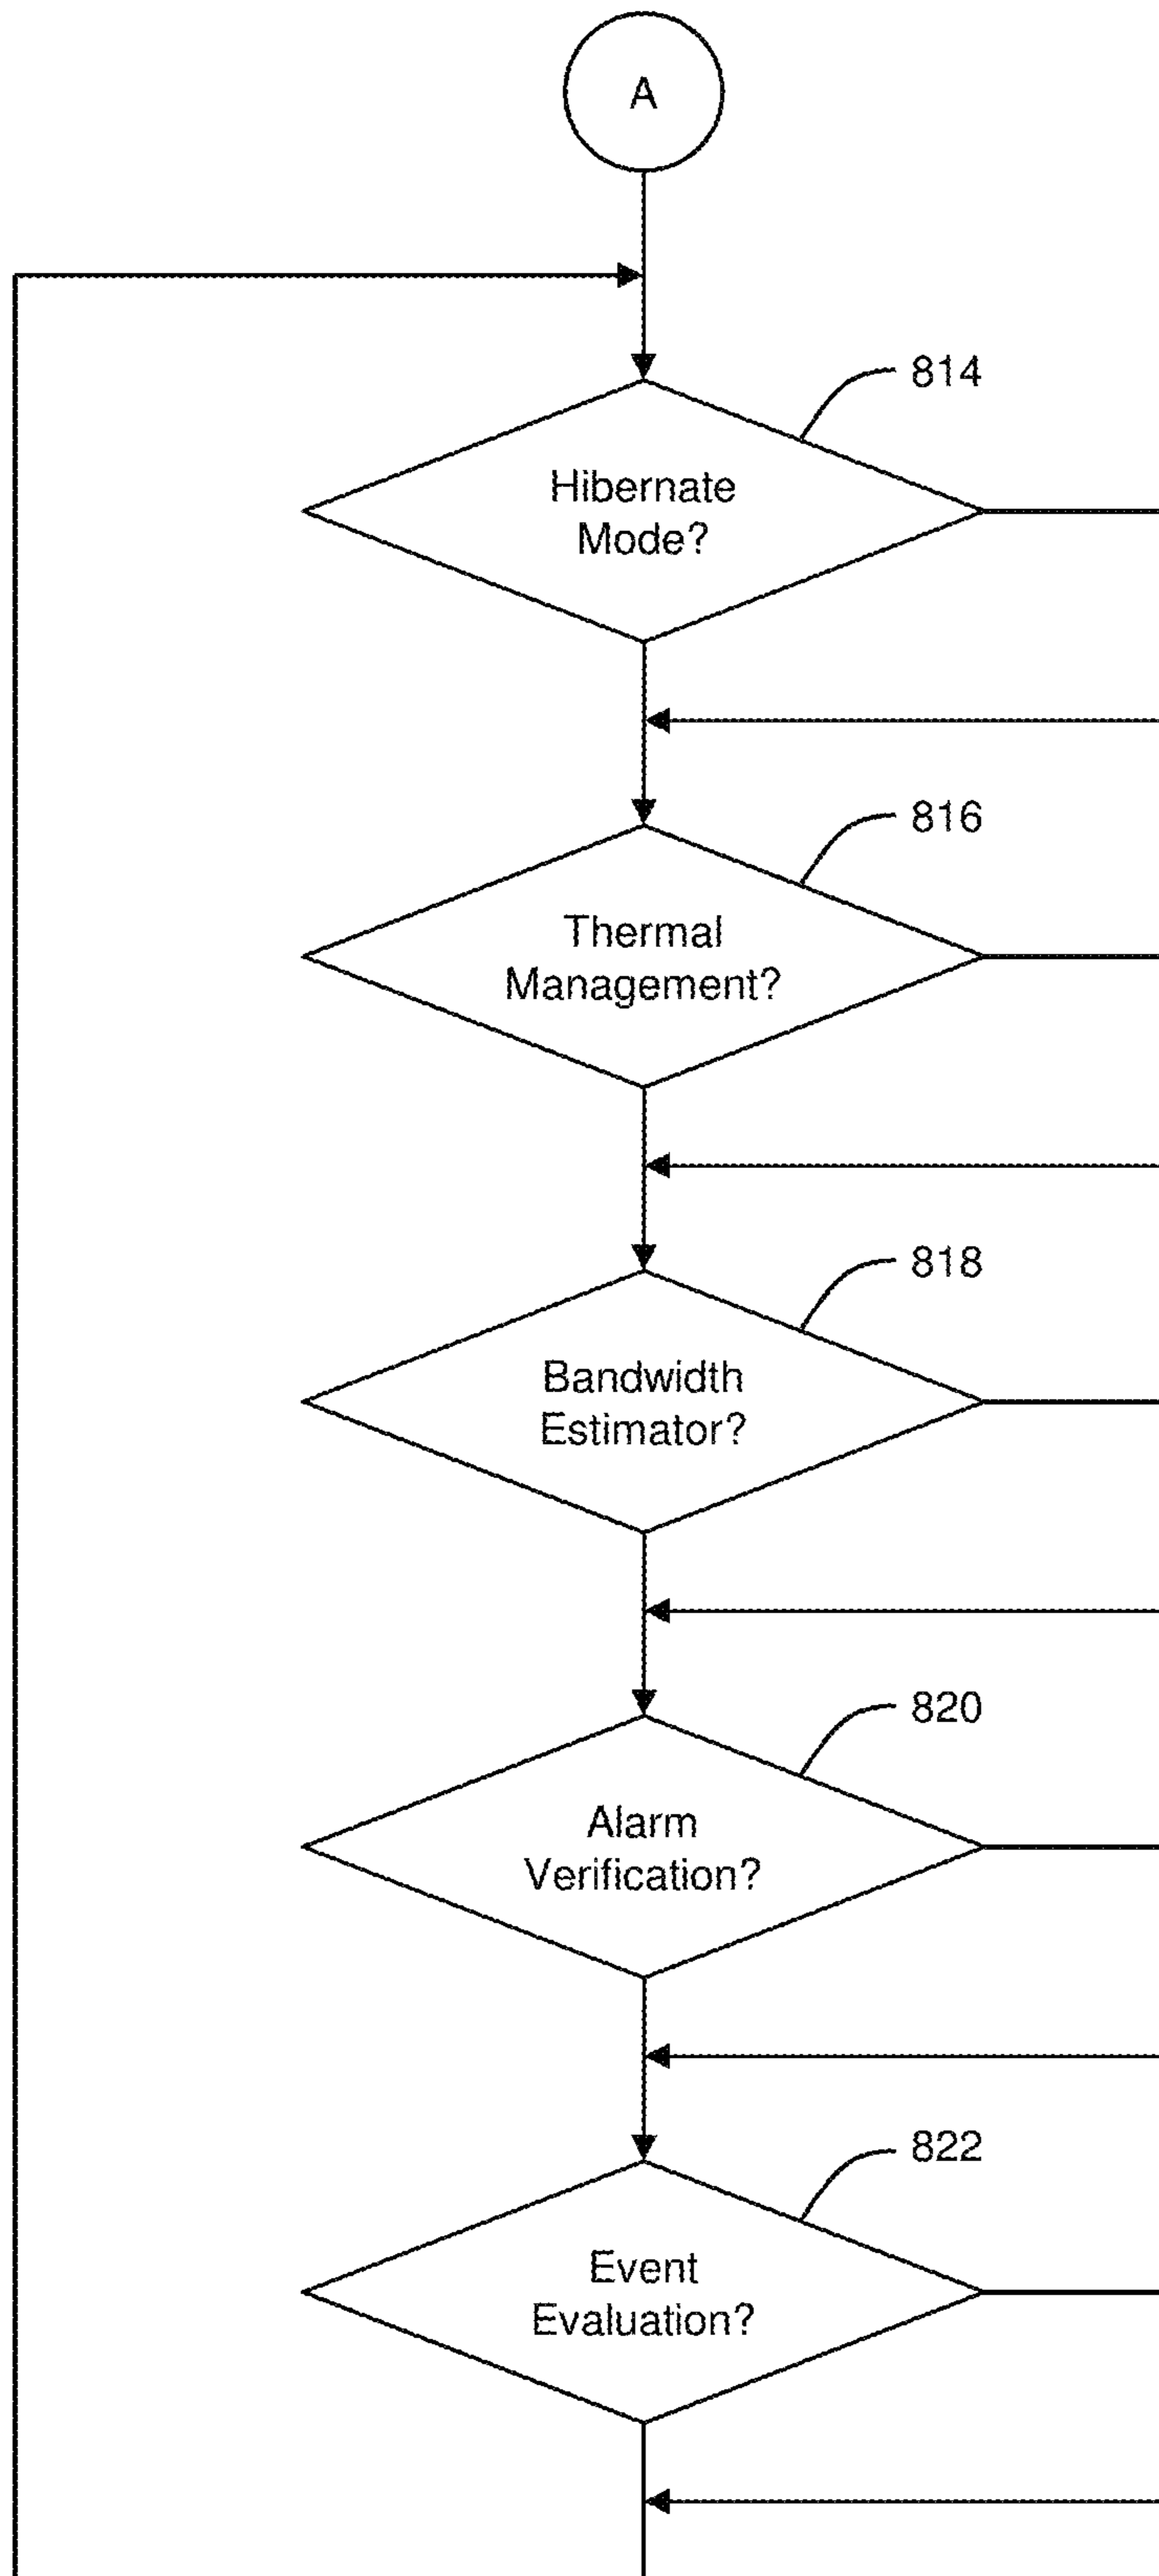 A
814
Hibernate
Mode?
816
Thermal
Management?
818
Bandwidth
Estimator?
820
Alarm
Verification?
822
Event
Evaluation?